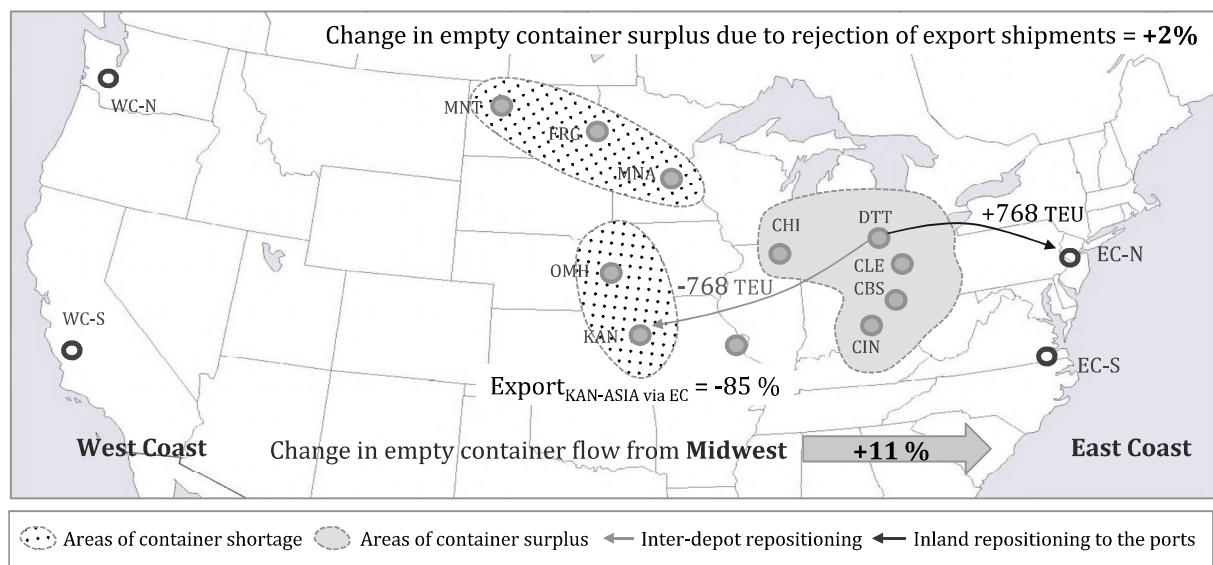 Change in empty container surplus due to rejection of export shipments = +2%
WC-N
MNT
FRG
MNA
CHI
DTT
+768 TEU
EC-N
OMH
-768 TEU
CLE
CBS
WC-S
KAN
CIN
EC-S
Export KAN-ASIA via EC = -85 %
West Coast
Change in empty container flow from Midwest
+11 %
East Coast
Areas of container shortage
Areas of container surplus
Inter-depot repositioning
Inland repositioning to the ports